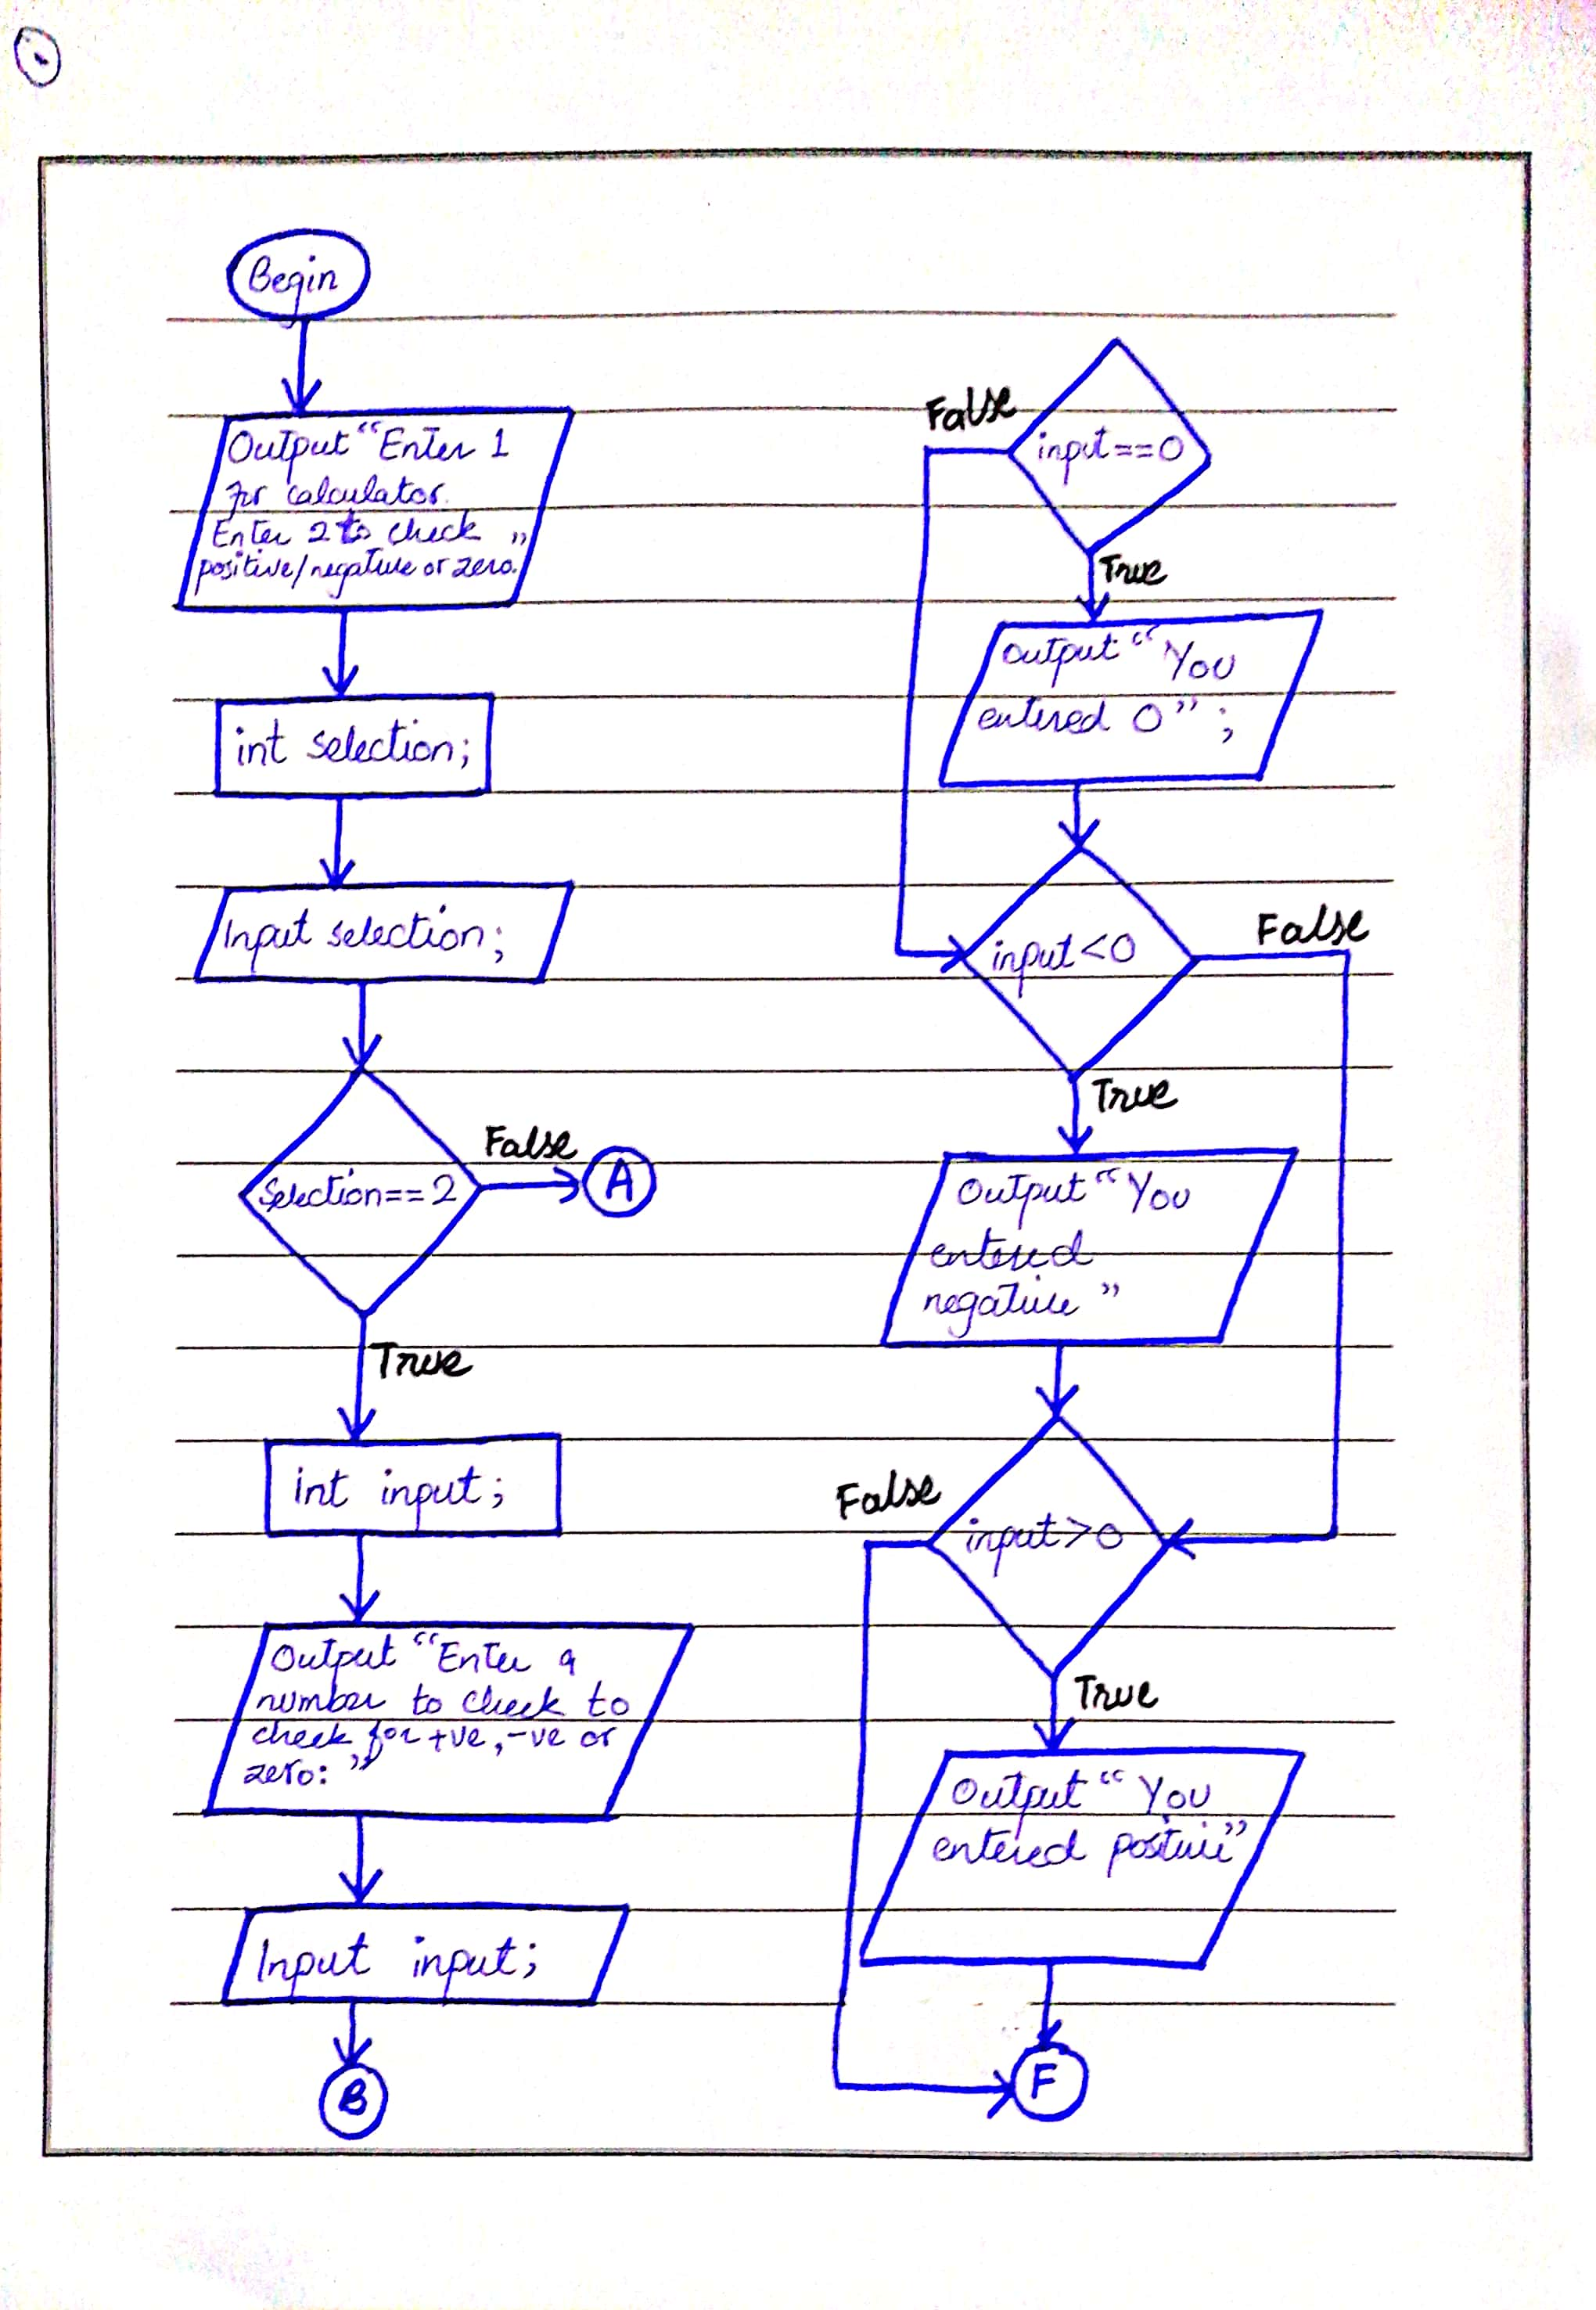 Begin
Output "Enter 1
for calculator.
Enter 2 to check
positive/negative or zero."
int selection;
Input selection;
Selection==2
False
A
True
int input;
Output "Enter a
number to check to
check for +ve, -ve or
zero: "
Input input;
B
False
input==0
True
output "You
entered 0" ;
input<0
False
True
Output "You
entered
negative "
False
input>0
True
Output " You
entered positive"
F